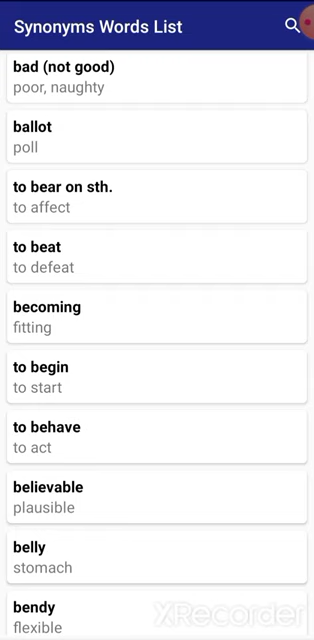 Synonyms Words List
bad (not good)
poor, naughty
ballot
poll
to bear on sth.
to affect
to beat
to defeat
becoming
fitting
to begin
to start
to behave
to act
believable
plausible
belly
stomach
bendy
flexible
XRecorder